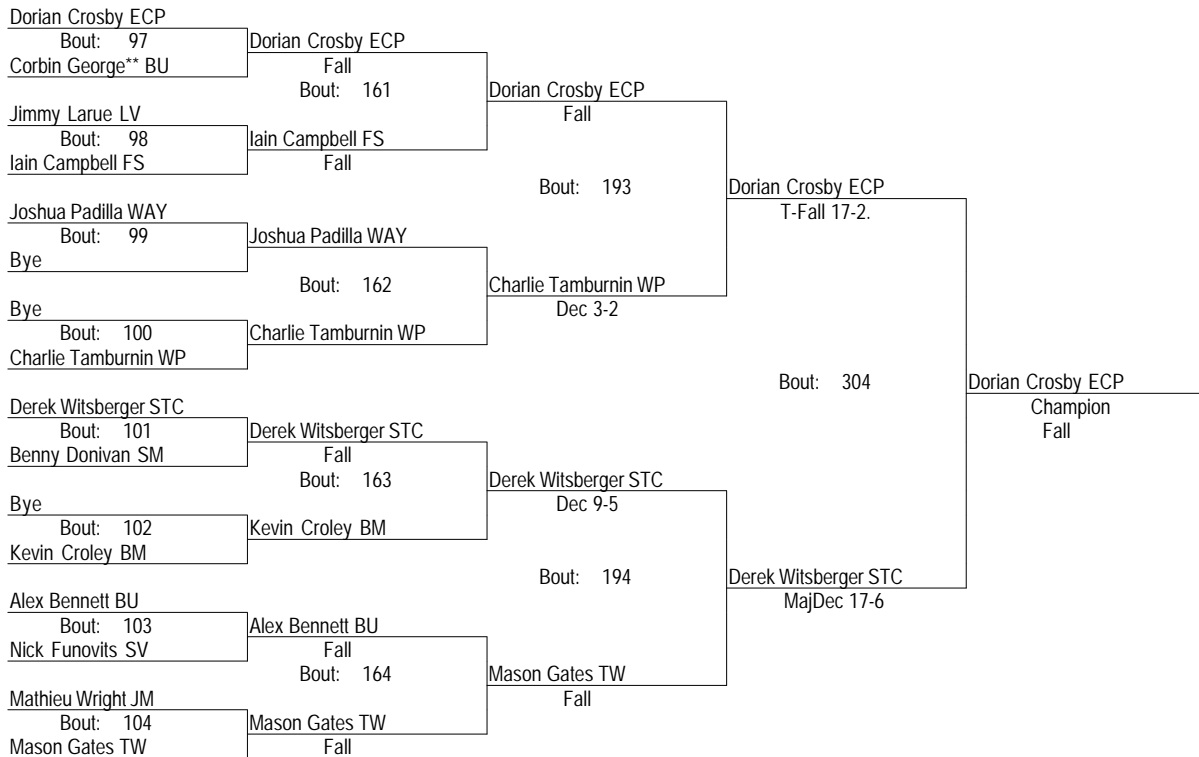 Dorian Crosby ECP
Bout: 97
Corbin George** BU
Jimmy Larue LV
Bout: 98
Iain Campbell FS
Joshua Padilla WAY
Bout: 99
Bye
Bye
Bout: 100
Charlie Tamburnin WP
Derek Witsberger STC
Bout: 101
Benny Donivan SM
Bye
Bout: 102
Kevin Croley BM
Alex Bennett BU
Bout: 103
Nick Funovits SV
Mathieu Wright JM
Bout: 104
Mason Gates TW
Dorian Crosby ECP
Fall
Bout: 161
Iain Campbell FS
Fall
Joshua Padilla WAY
Bout: 162
Charlie Tamburnin WP
Derek Witsberger STC
Fall
Bout: 163
Kevin Croley BM
Alex Bennett BU
Fall
Bout: 164
Mason Gates TW
Fall
Dorian Crosby ECP
Fall
Bout: 193
Charlie Tamburnin WP
Dec 3-2
Derek Witsberger STC
Dec 9-5
Bout: 194
Mason Gates TW
Fall
Dorian Crosby ECP
T-Fall 17-2.
Bout: 304
Derek Witsberger STC
MajDec 17-6
Dorian Crosby ECP
Champion
Fall